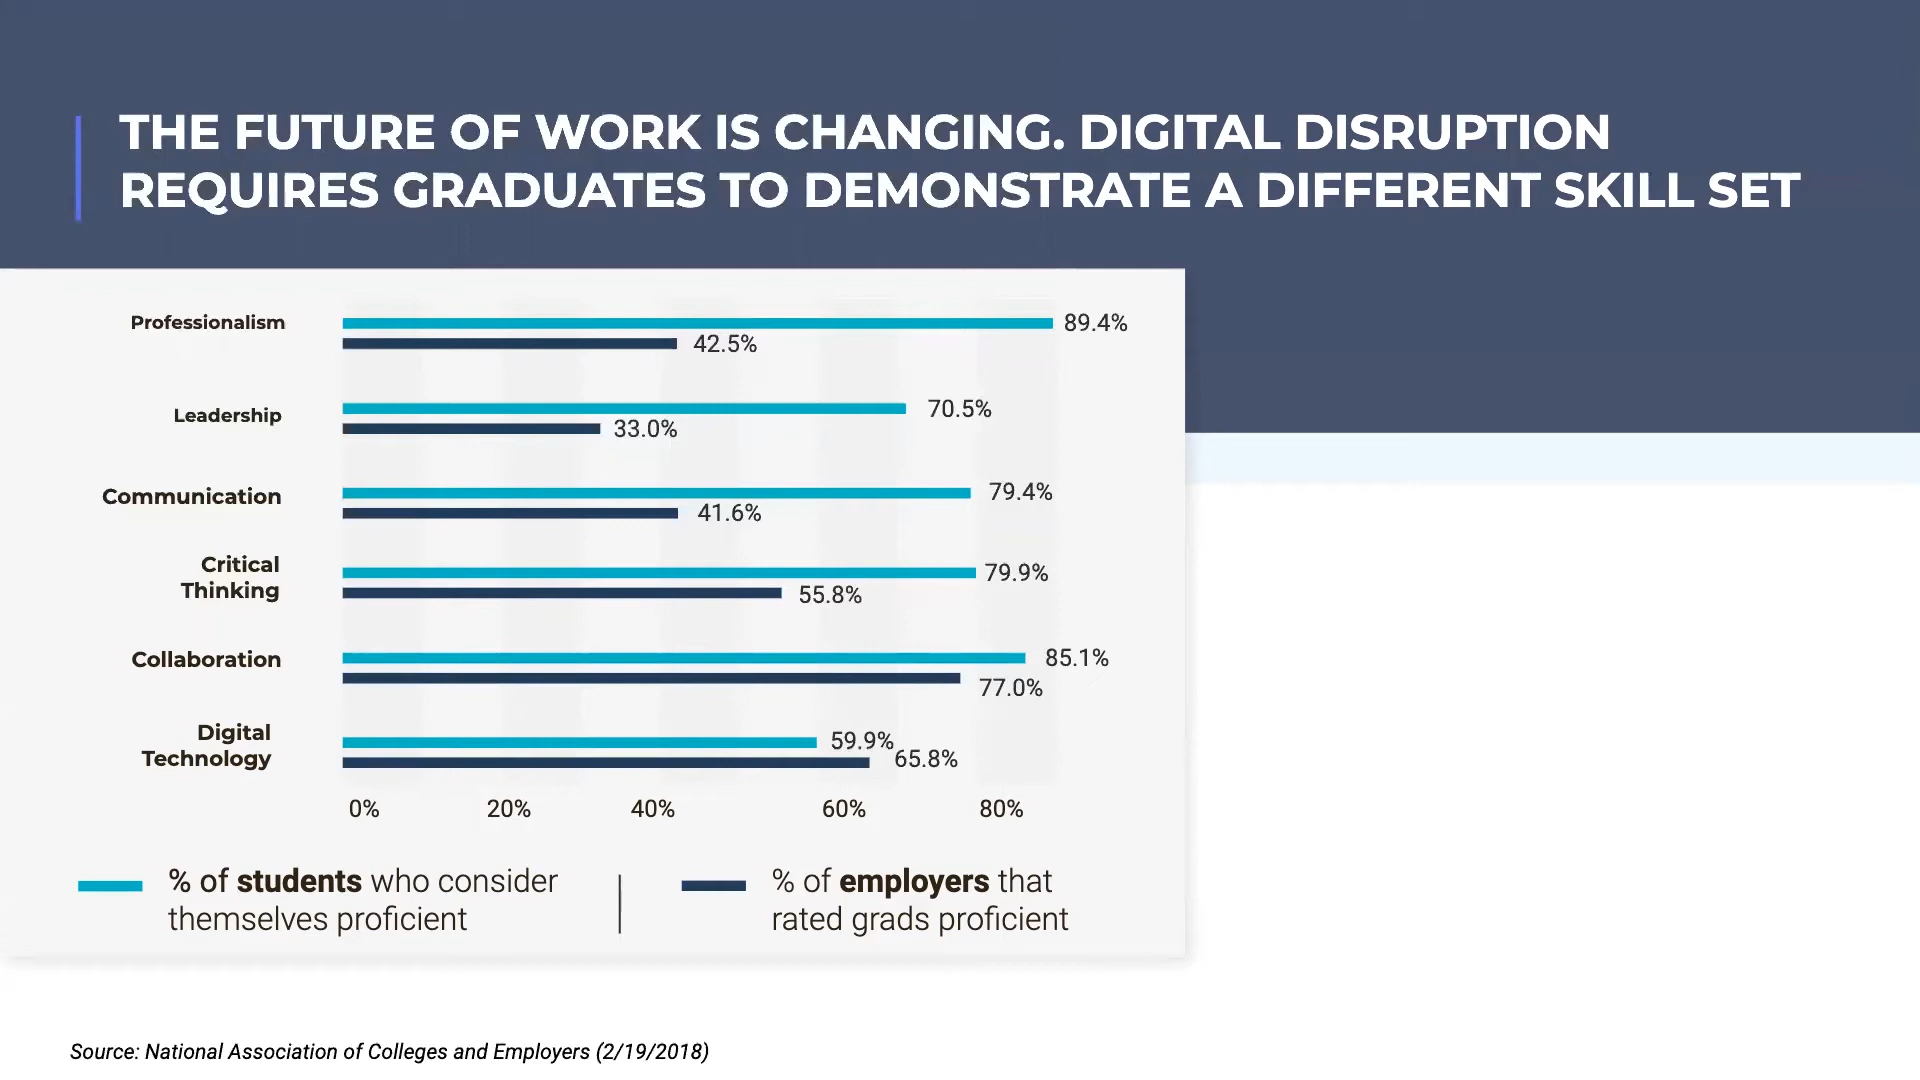 THE FUTURE OF WORK IS CHANGING. DIGITAL DISRUPTION
REQUIRES GRADUATES TO DEMONSTRATE A DIFFERENT SKILL SET
Professionalism
89.4%
42.5%
Leadership
70.5%
33.0%
Communication
79.4%
41.6%
Critical
Thinking
79.9%
55.8%
Collaboration
85.1%
77.0%
Digital
Technology
59.9%
65.8%
0% 20% 40% 60% 80%
% of students who consider
themselves proficient
% of employers that
rated grads proficient
Source: National Association of Colleges and Employers (2/19/2018)